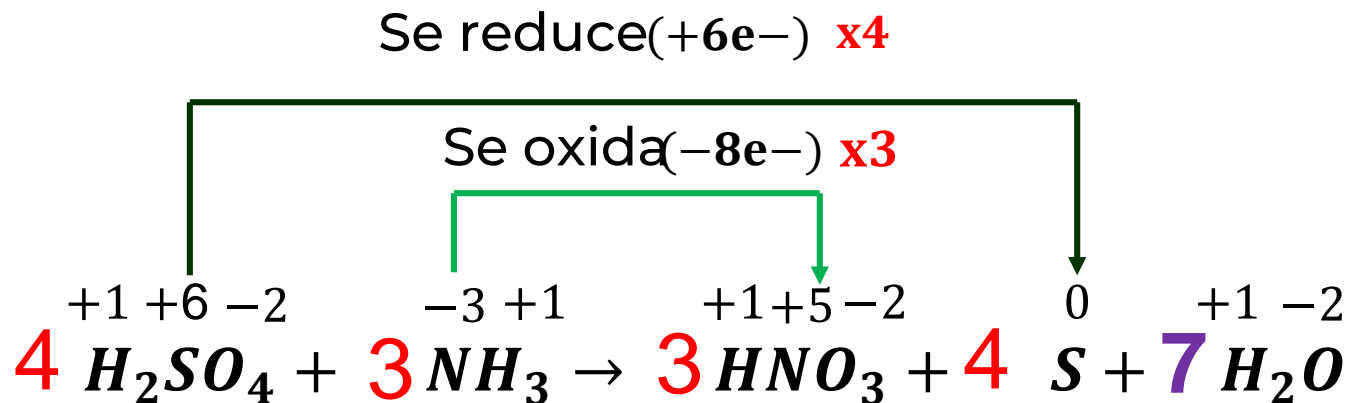 Se reduce(+6e−) x4
Se oxida(−8e−) x3
+1 +6 −2 −3 +1 +1 +5 −2 0 +1 −2
4 H₂SO₄ + 3 NH₃ → 3 HNO₃ + 4 S + 7 H₂O